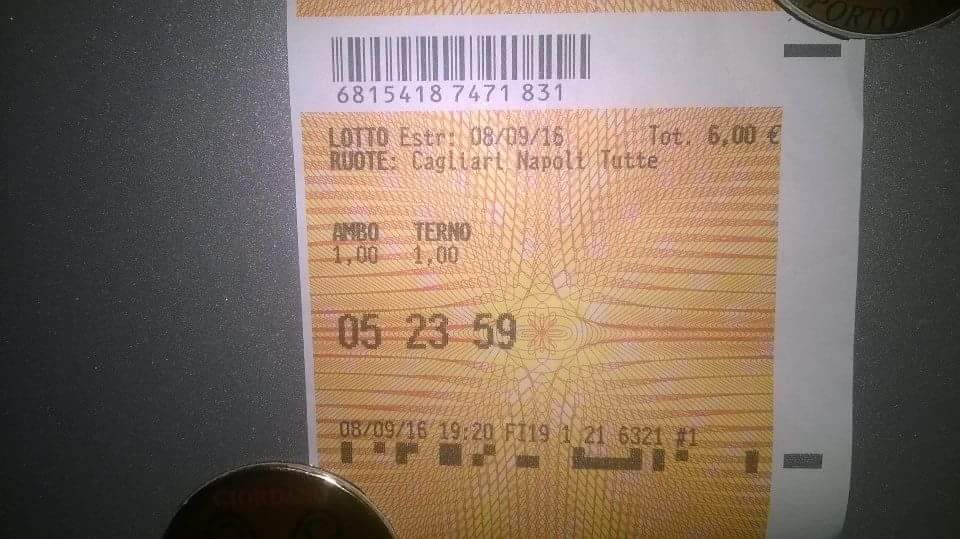 PORTO
6815418 7471 831
LOTTO Estr: 08/09/16 Tot. 6,00 €
RUOTE: Cagliari Napoli Tutte
AMBO TERNO
1,00 1,00
05 23 59
08/09/16 19:20 FI19 1 21 6321 #1